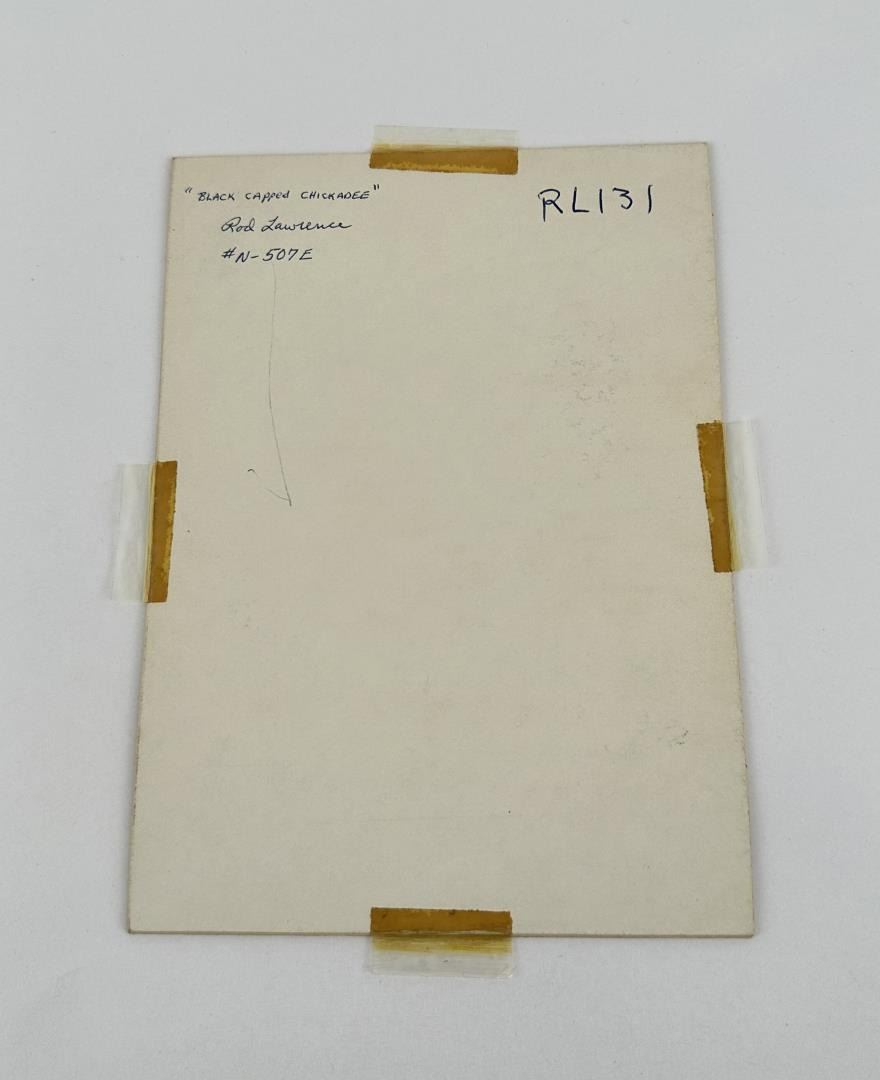 "BLACK CAPPED CHICKADEE"
Rod Lawrence
#N-507E
RL131